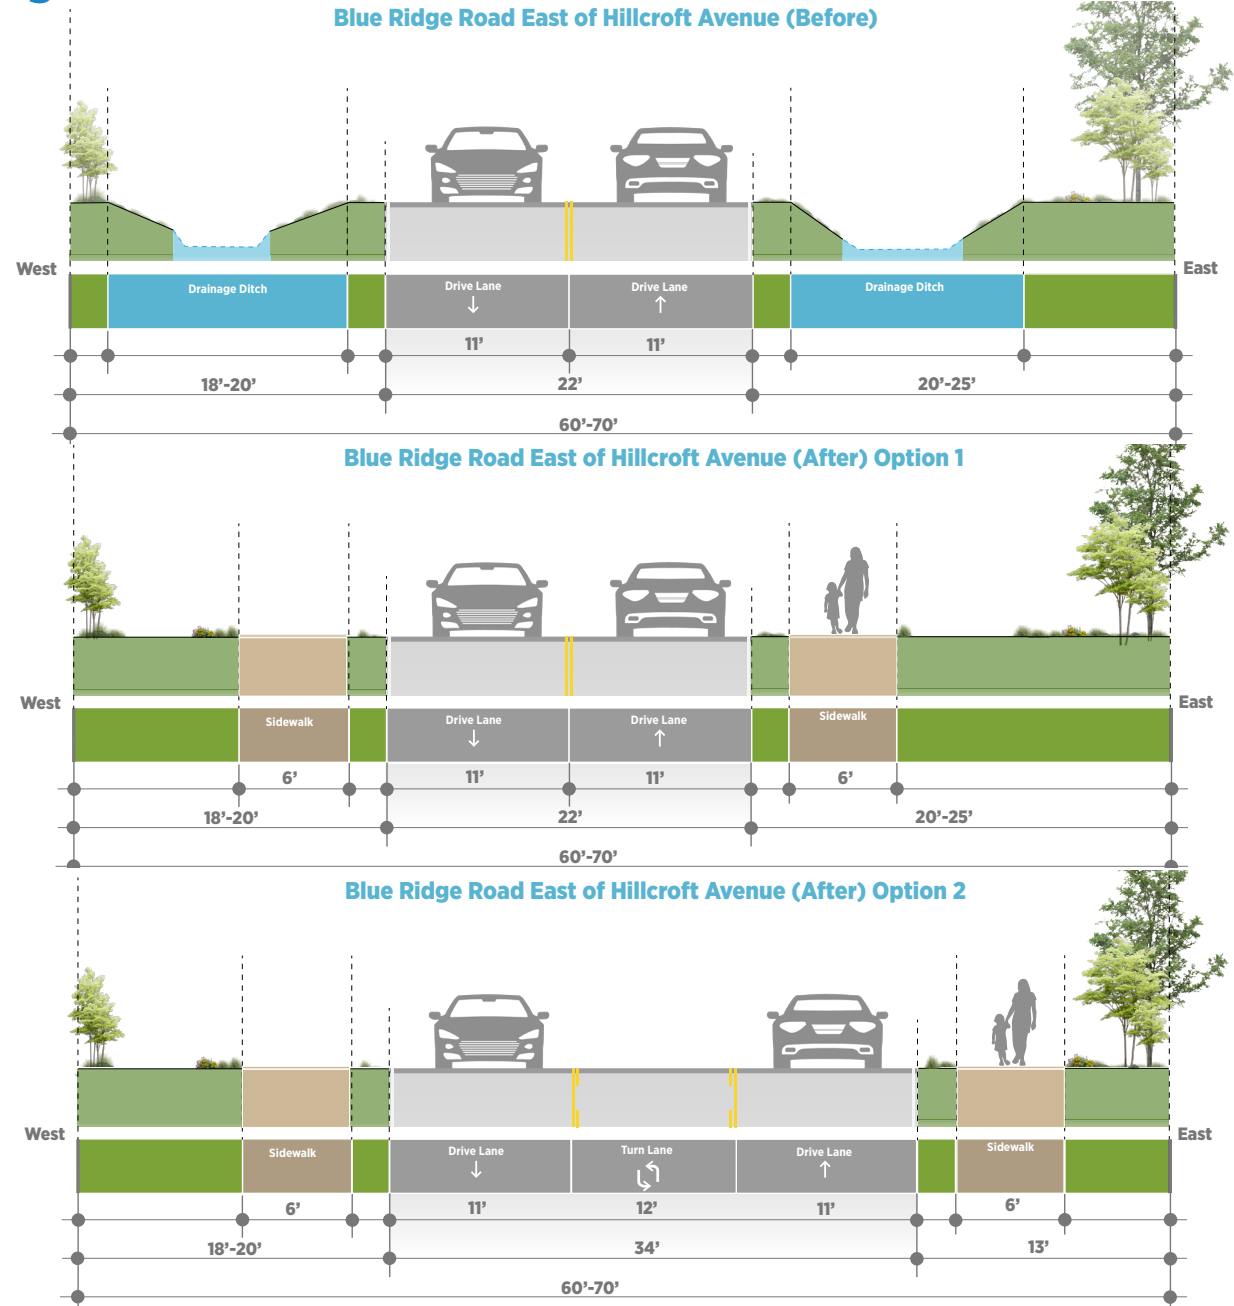 Blue Ridge Road East of Hillcroft Avenue (Before)
West
East
Drainage Ditch
Drive Lane
↓
Drive Lane
↑
Drainage Ditch
11’
11’
18’-20’
22’
20’-25’
60’-70’
Blue Ridge Road East of Hillcroft Avenue (After) Option 1
West
East
Sidewalk
Drive Lane
↓
Drive Lane
↑
Sidewalk
6’
11’
11’
6’
18’-20’
22’
20’-25’
60’-70’
Blue Ridge Road East of Hillcroft Avenue (After) Option 2
West
East
Sidewalk
Drive Lane
↓
Turn Lane
Drive Lane
↑
Sidewalk
6’
11’
12’
11’
6’
18’-20’
34’
13’
60’-70’